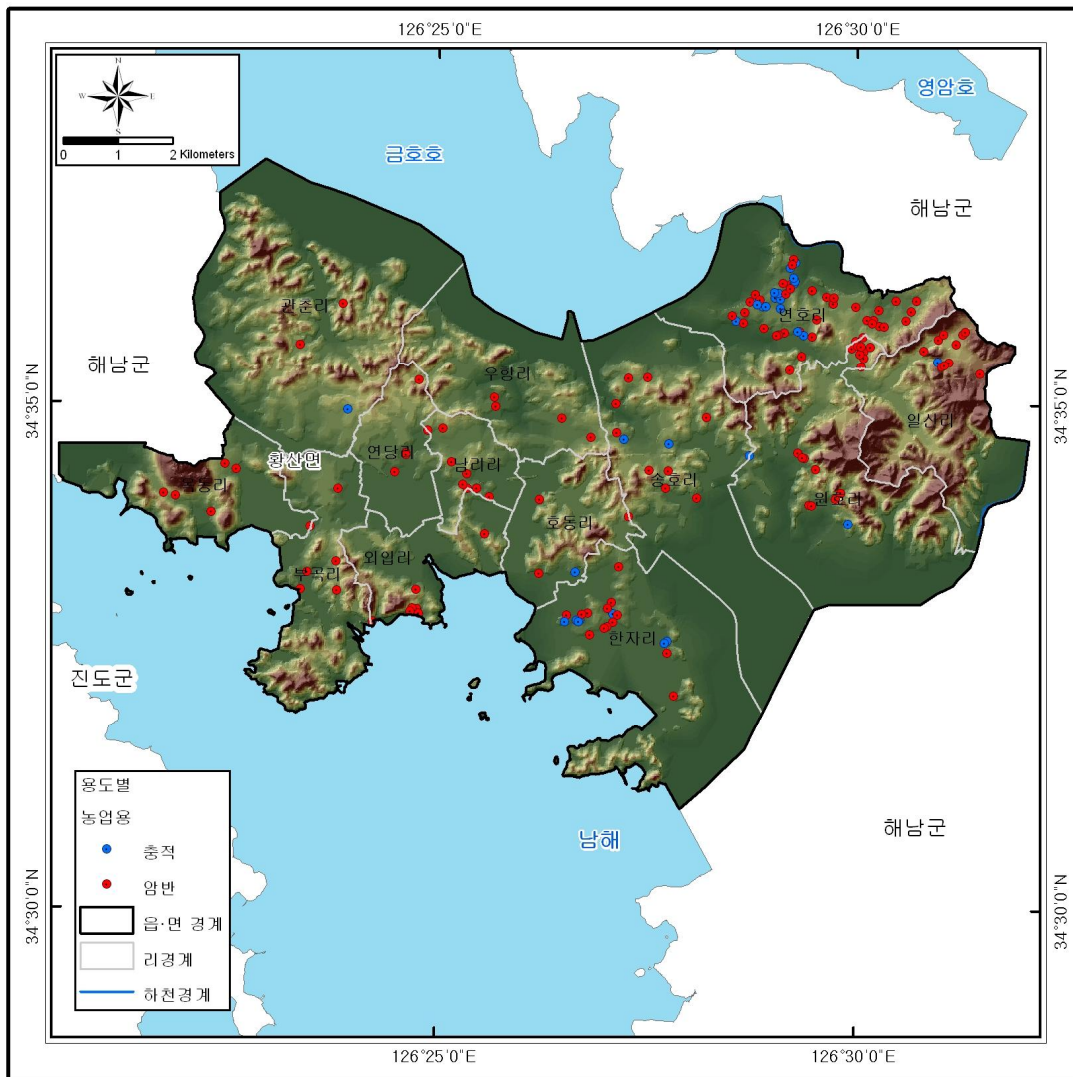 126°25'0"E
126°30'0"E
N
W
E
S
0 1 2 Kilometers
영암호
금호호
해남군
관춘리
연호리
해남군
우항리
34°35'0"N
34°35'0"N
일신리
연당리
황산면
남리리
송호리
원호리
호동리
외입리
부곡리
한자리
진도군
용도별
농업용
충적
암반
읍·면 경계
리경계
하천경계
남해
해남군
34°30'0"N
34°30'0"N
126°25'0"E
126°30'0"E